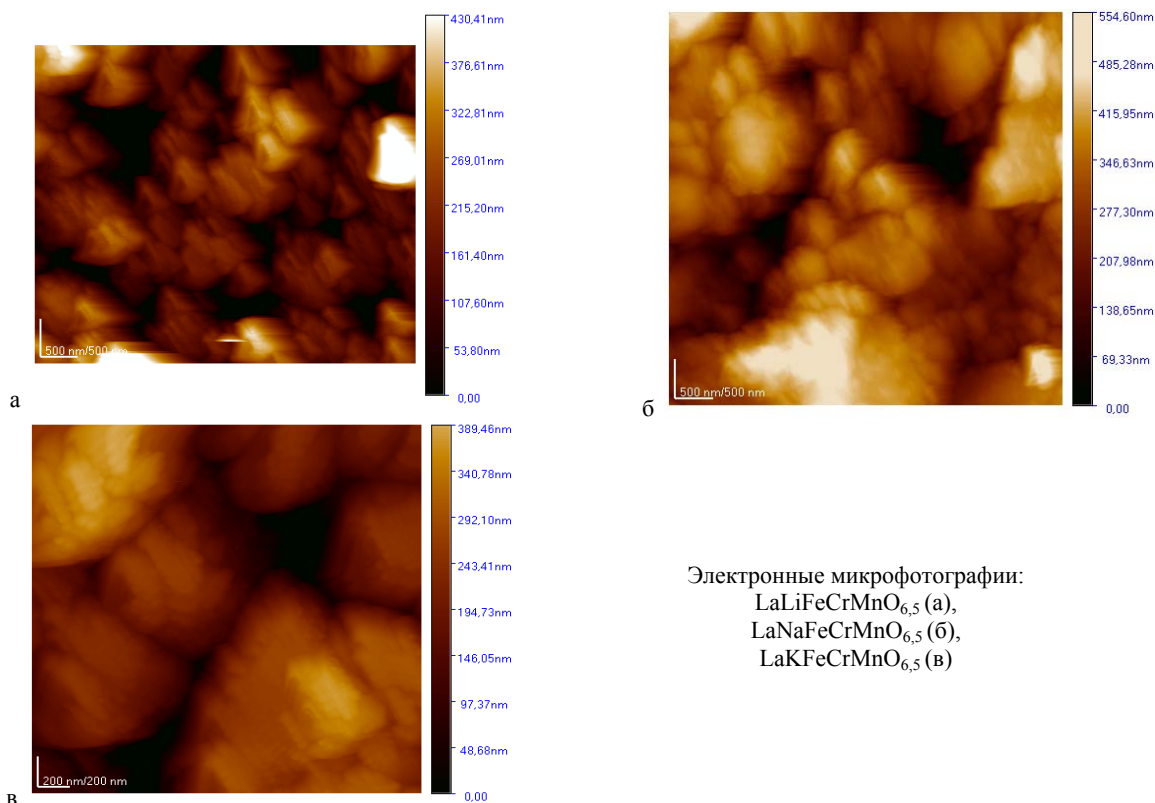 430,41nm
376,61nm
322,81nm
269,01nm
215,20nm
161,40nm
107,60nm
53,80nm
0,00
500 nm/500 nm
а
554,60nm
485,28nm
415,95nm
346,63nm
277,30nm
207,98nm
138,65nm
69,33nm
0,00
500 nm/500 nm
б
389,46nm
340,78nm
292,10nm
243,41nm
194,73nm
146,05nm
97,37nm
48,68nm
0,00
200 nm/200 nm
в
Электронные микрофотографии:
LaLiFeCrMnO6,5 (а),
LaNaFeCrMnO6,5 (б),
LaKFeCrMnO6,5 (в)